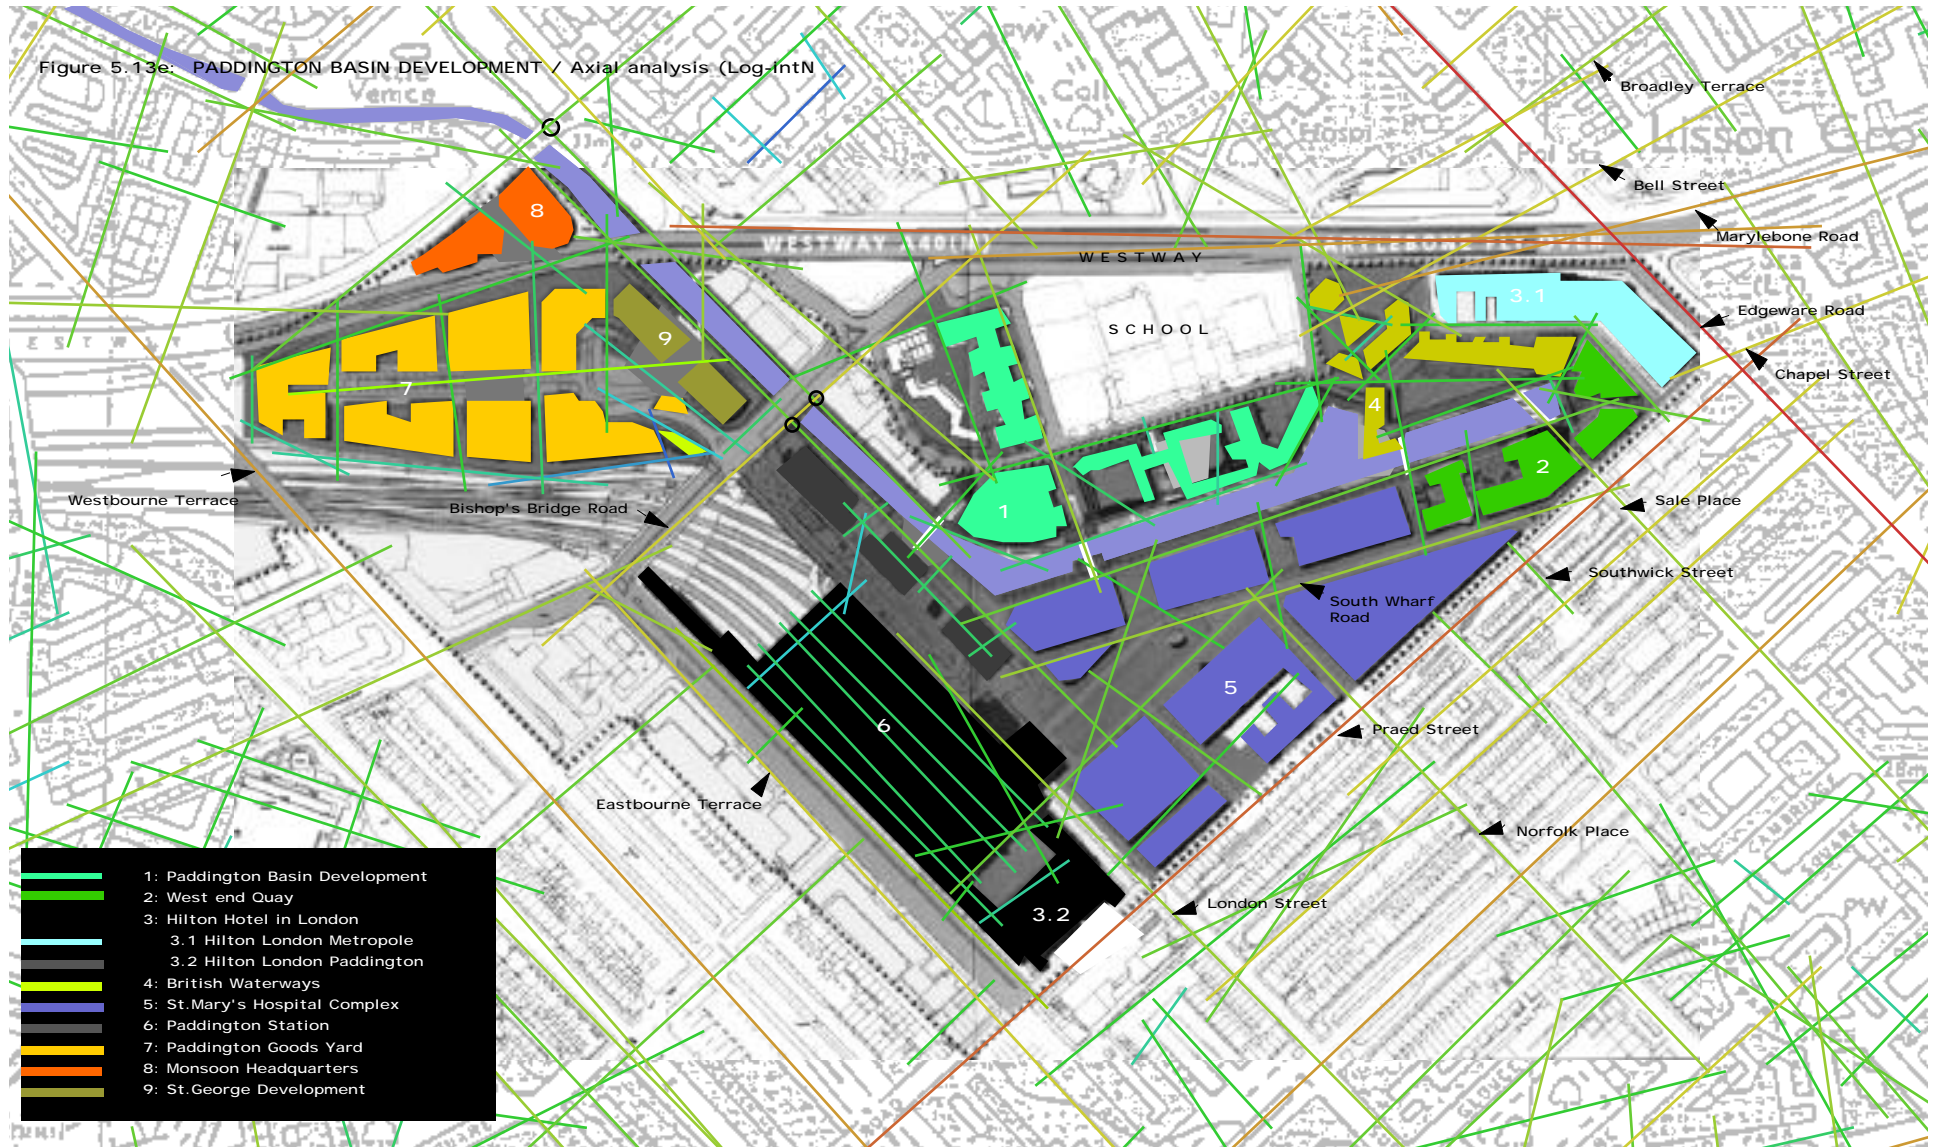 Figure 5.13e: PADDINGTON BASIN DEVELOPMENT / Axial analysis (Log-intN
Broadley Terrace
Lisson
Bell Street
8
Marylebone Road
WESTWAY A40(M)
WESTWAY
3.1
Edgeware Road
SCHOOL
9
Chapel Street
7
4
2
Westbourne Terrace
Bishop's Bridge Road
1
Sale Place
Southwick Street
South Wharf
Road
5
6
Praed Street
Eastbourne Terrace
Norfolk Place
London Street
3.2
1: Paddington Basin Development
2: West end Quay
3: Hilton Hotel in London
3.1 Hilton London Metropole
3.2 Hilton London Paddington
4: British Waterways
5: St.Mary's Hospital Complex
6: Paddington Station
7: Paddington Goods Yard
8: Monsoon Headquarters
9: St.George Development